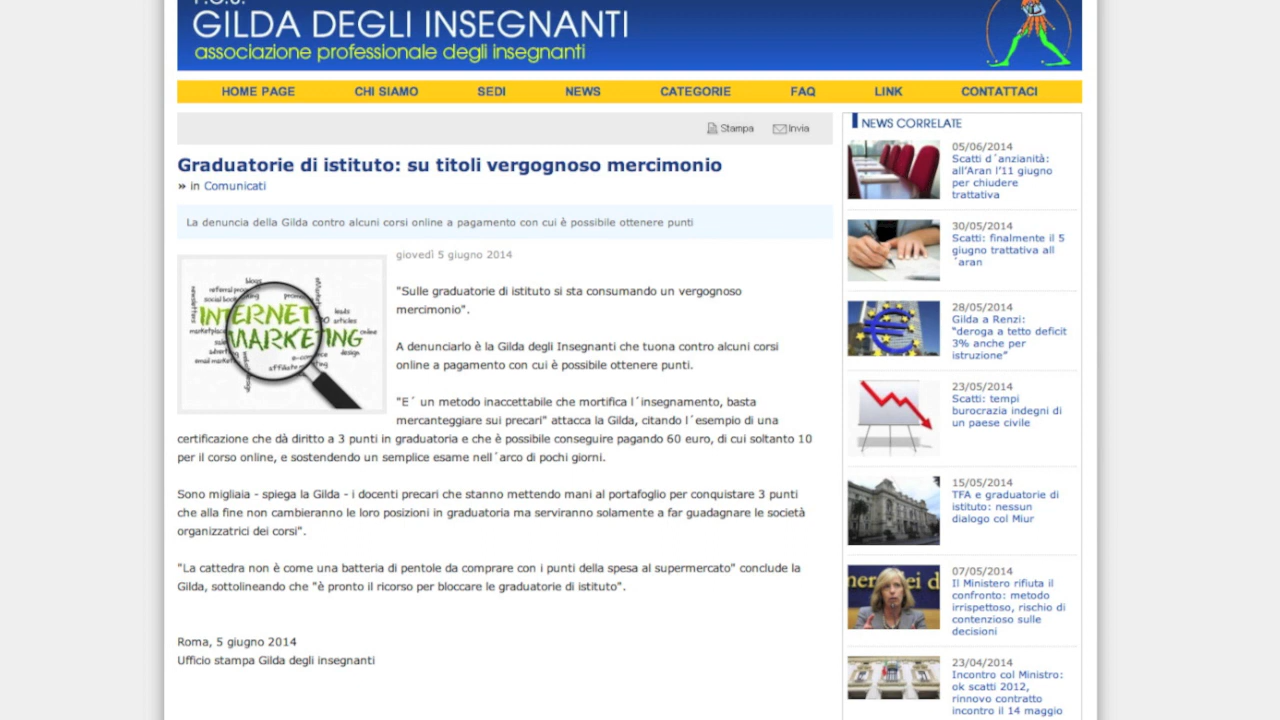 GILDA DEGLI INSEGNANTI
associazione professionale degli insegnanti
HOME PAGE CHI SIAMO SEDI NEWS CATEGORIE FAQ LINK CONTATTACI
Stampa Invia
Graduatorie di istituto: su titoli vergognoso mercimonio
» in Comunicati
La denuncia della Gilda contro alcuni corsi online a pagamento con cui è possibile ottenere punti
giovedì 5 giugno 2014
INTERNET
MARKETING
blogs
leads
articles
online
design
"Sulle graduatorie di istituto si sta consumando un vergognoso
mercimonio".
A denunciarlo è la Gilda degli Insegnanti che tuona contro alcuni corsi
online a pagamento con cui è possibile ottenere punti.
"E´ un metodo inaccettabile che mortifica l´insegnamento, basta
mercanteggiare sui precari" attacca la Gilda, citando l´esempio di una
certificazione che dà diritto a 3 punti in graduatoria e che è possibile conseguire pagando 60 euro, di cui soltanto 10
per il corso online, e sostendendo un semplice esame nell´arco di pochi giorni.
Sono migliaia - spiega la Gilda - i docenti precari che stanno mettendo mani al portafoglio per conquistare 3 punti
che alla fine non cambieranno le loro posizioni in graduatoria ma serviranno solamente a far guadagnare le società
organizzatrici dei corsi".
"La cattedra non è come una batteria di pentole da comprare con i punti della spesa al supermercato" conclude la
Gilda, sottolineando che "è pronto il ricorso per bloccare le graduatorie di istituto".
Roma, 5 giugno 2014
Ufficio stampa Gilda degli insegnanti
NEWS CORRELATE
05/06/2014
Scatti d´anzianità:
all’Aran l’11 giugno
per chiudere
trattativa
30/05/2014
Scatti: finalmente il 5
giugno trattativa all
´aran
28/05/2014
Gilda a Renzi:
“deroga a tetto deficit
3% anche per
istruzione”
23/05/2014
Scatti: tempi
burocrazia indegni di
un paese civile
15/05/2014
TFA e graduatorie di
istituto: nessun
dialogo col Miur
07/05/2014
Il Ministero rifiuta il
confronto: metodo
irrispettoso, rischio di
contenzioso sulle
decisioni
23/04/2014
Incontro col Ministro:
ok scatti 2012,
rinnovo contratto
incontro il 14 maggio